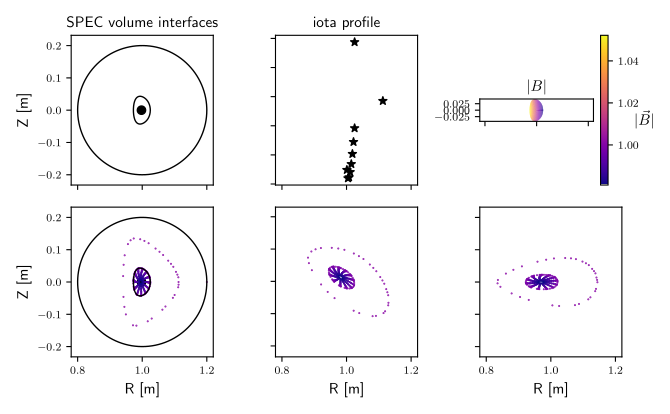 SPEC volume interfaces
iota profile
|B|
0.2
0.1
0.0
−0.1
−0.2
Z [m]
0.025
0.000
−0.025
1.04
1.02
1.00
|B⃗|
0.2
0.1
0.0
−0.1
−0.2
Z [m]
0.8 1.0 1.2
0.8 1.0 1.2
0.8 1.0 1.2
R [m]
R [m]
R [m]